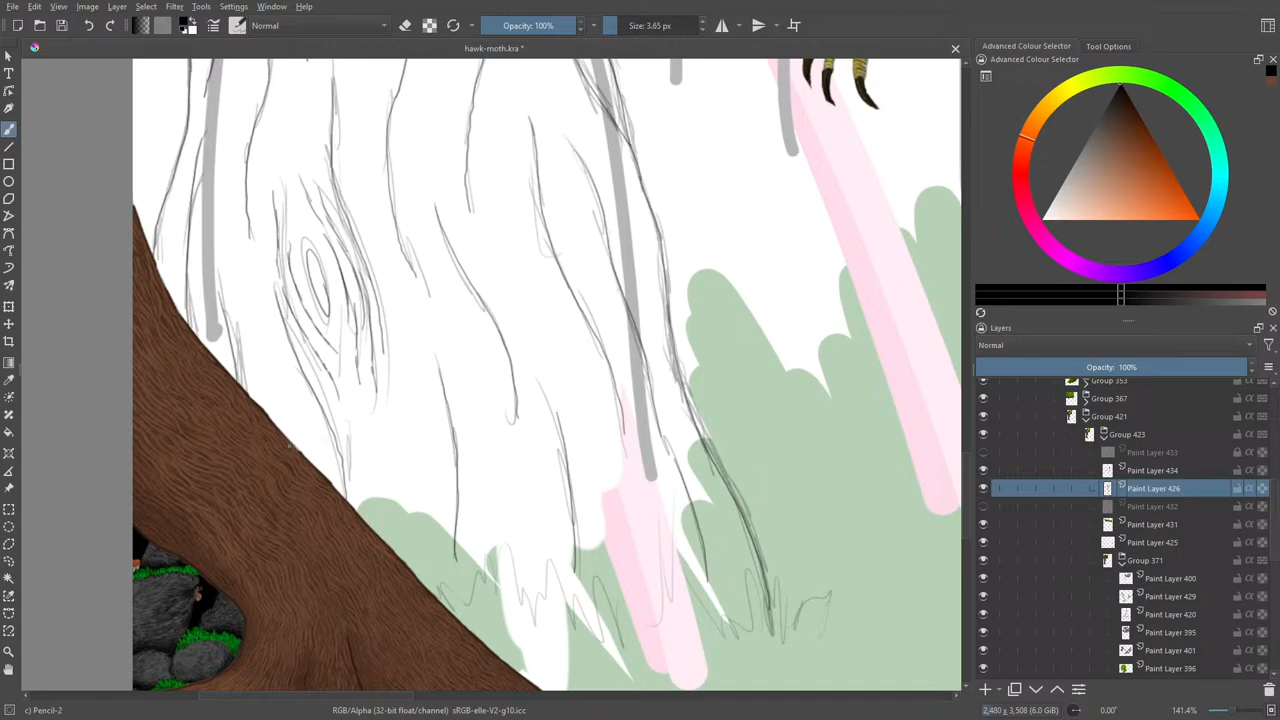 File Edit View Image Layer Select Filter Tools Settings Window Help
Normal Opacity: 100% Size: 3.65 px
hawk-moth.kra *
Advanced Colour Selector Tool Options
Advanced Colour Selector
Layers
Normal
Opacity: 100%
Group 353
Group 367
Group 421
Group 423
Paint Layer 433
Paint Layer 434
Paint Layer 426
Paint Layer 432
Paint Layer 431
Paint Layer 425
Group 371
Paint Layer 400
Paint Layer 429
Paint Layer 420
Paint Layer 395
Paint Layer 401
Paint Layer 396
c) Pencil-2 RGB/Alpha (32-bit float/channel) sRGB-elle-V2-g10.icc 2,480 x 3,508 (6.0 GiB) 0.00° 141.4%